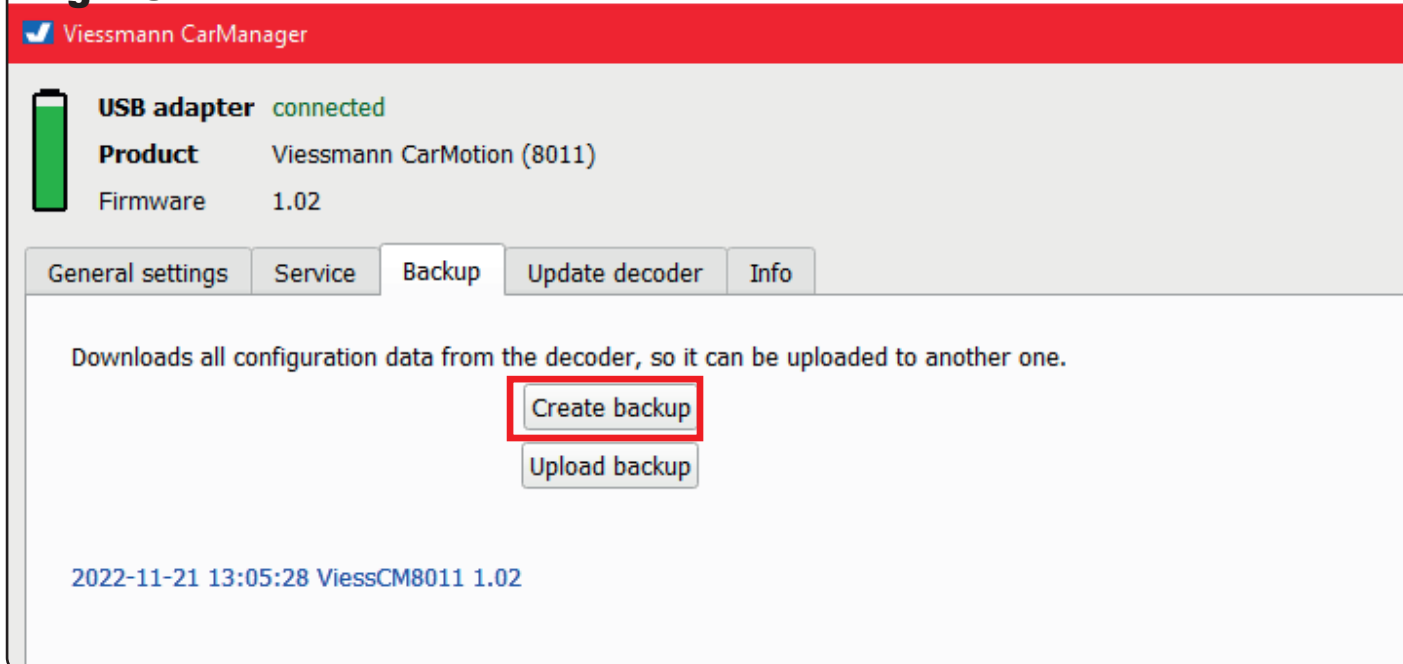 Viessmann CarManager
USB adapter connected
Product Viessmann CarMotion (8011)
Firmware 1.02
General settings Service Backup Update decoder Info
Downloads all configuration data from the decoder, so it can be uploaded to another one.
Create backup
Upload backup
2022-11-21 13:05:28 ViessCM8011 1.02